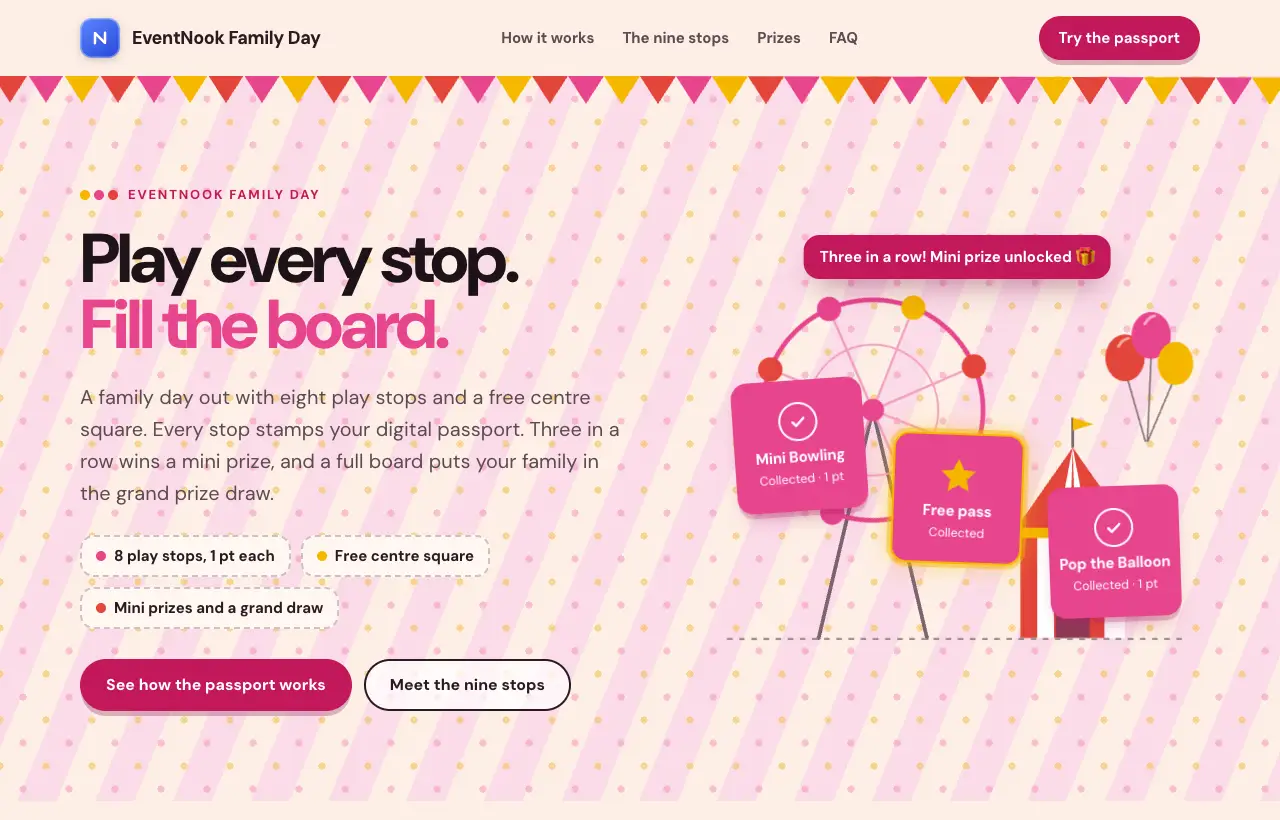 N
EventNook Family Day
How it works
The nine stops
Prizes
FAQ
Try the passport
EVENTNOOK FAMILY DAY
Play every stop.
Fill the board.
A family day out with eight play stops and a free centre
square. Every stop stamps your digital passport. Three in a
row wins a mini prize, and a full board puts your family in
the grand prize draw.
8 play stops, 1 pt each
Free centre square
Mini prizes and a grand draw
See how the passport works
Meet the nine stops
Three in a row! Mini prize unlocked 🎁
Mini Bowling
Collected · 1 pt
Free pass
Collected
Pop the Balloon
Collected · 1 pt